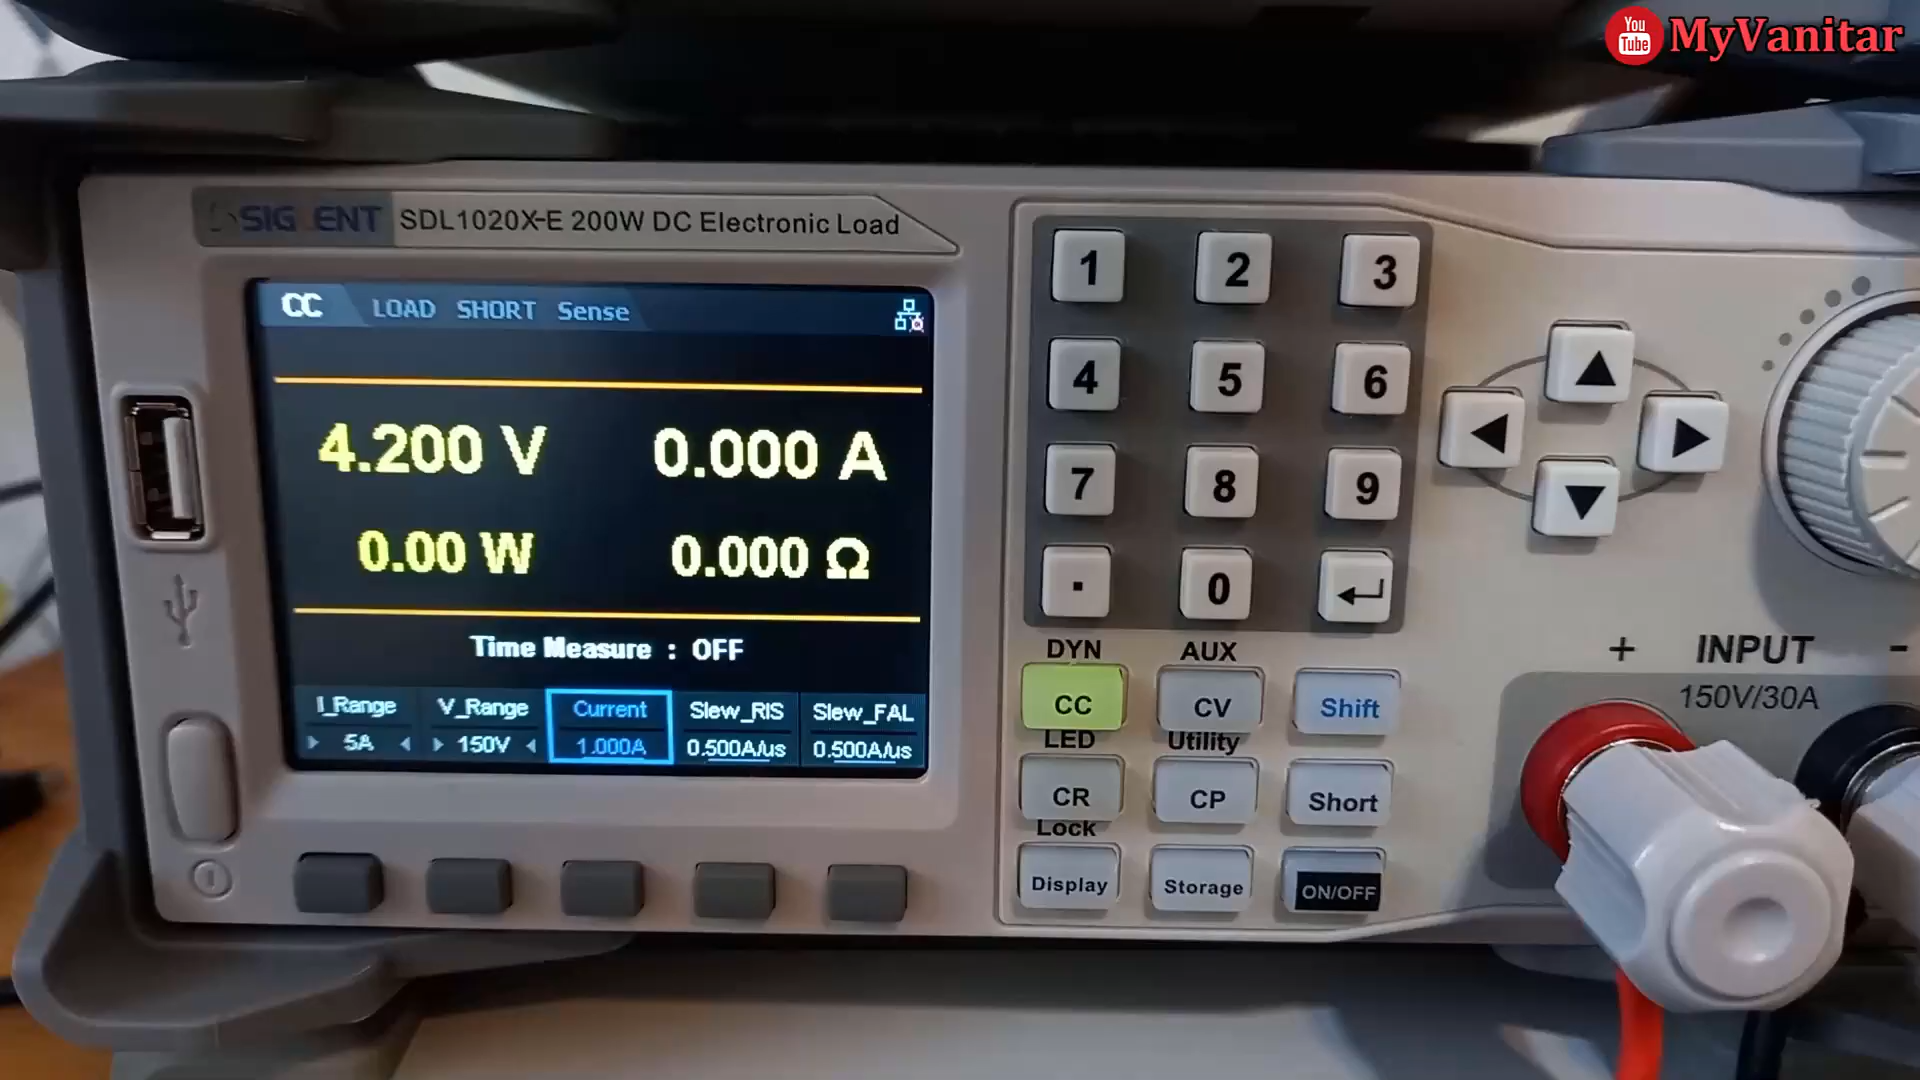 You Tube MyVanitar
SIGLENT SDL1020X-E 200W DC Electronic Load
CC LOAD SHORT Sense
4.200 V 0.000 A
0.00 W 0.000 Ω
Time Measure : OFF
I_Range V_Range Current Slew_RIS Slew_FAL
5A 150V 1.000A 0.500A/us 0.500A/us
1 2 3
4 5 6
7 8 9
. 0
DYN AUX
CC CV Shift
LED Utility
CR CP Short
Lock
Display Storage ON/OFF
+ INPUT -
150V/30A